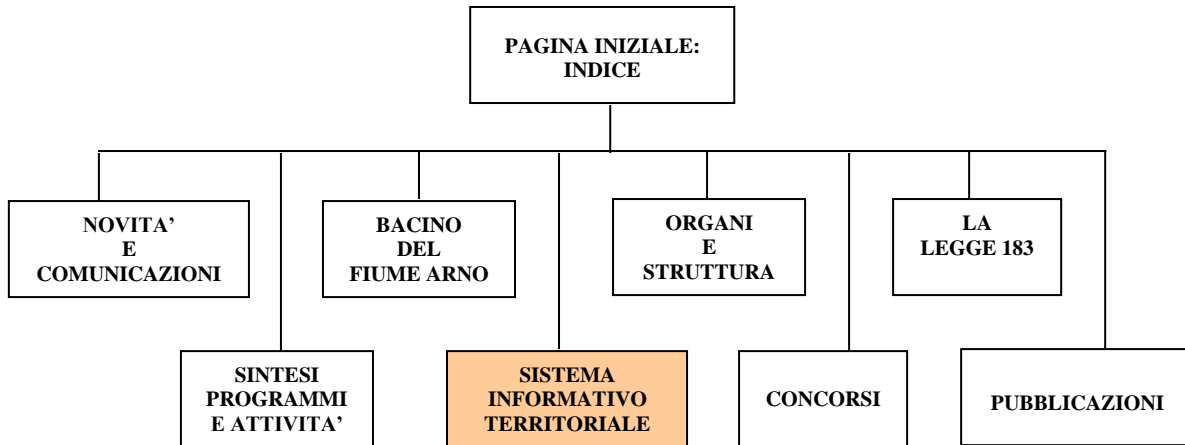 PAGINA INIZIALE:
INDICE
NOVITA’
E
COMUNICAZIONI
BACINO
DEL
FIUME ARNO
ORGANI
E
STRUTTURA
LA
LEGGE 183
SINTESI
PROGRAMMI
E ATTIVITA’
SISTEMA
INFORMATIVO
TERRITORIALE
CONCORSI
PUBBLICAZIONI